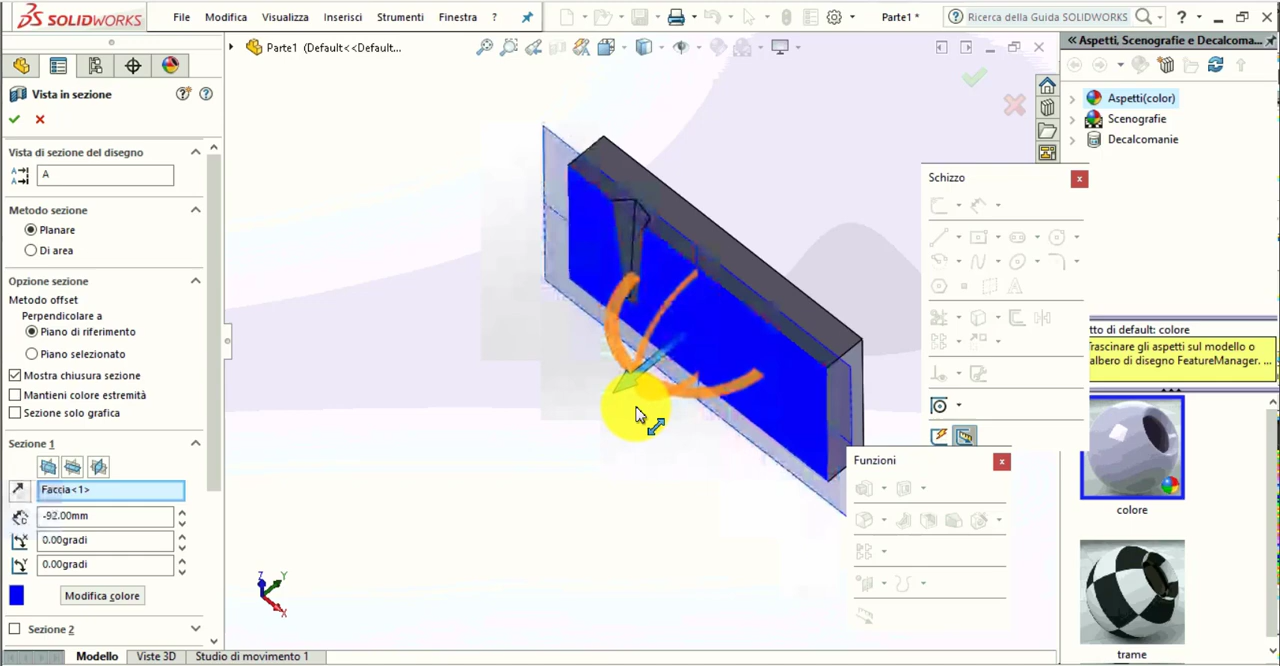 SOLIDWORKS
File
Modifica
Visualizza
Inserisci
Strumenti
Finestra
?
Parte1 *
Ricerca della Guida SOLIDWORKS
?
Parte1 (Default<<Default...
« Aspetti, Scenografie e Decalcoma...
Vista in sezione
Aspetti(color)
Scenografie
Decalcomanie
Vista di sezione del disegno
A
Metodo sezione
Planare
Di area
Opzione sezione
Metodo offset
Perpendicolare a
Piano di riferimento
Piano selezionato
Mostra chiusura sezione
Mantieni colore estremità
Sezione solo grafica
Sezione 1
Faccia<1>
-92.00mm
0.00gradi
0.00gradi
Modifica colore
Sezione 2
Schizzo
Funzioni
Z
Y
X
tto di default: colore
Trascinare gli aspetti sul modello o
albero di disegno FeatureManager. ...
colore
trame
Modello
Viste 3D
Studio di movimento 1